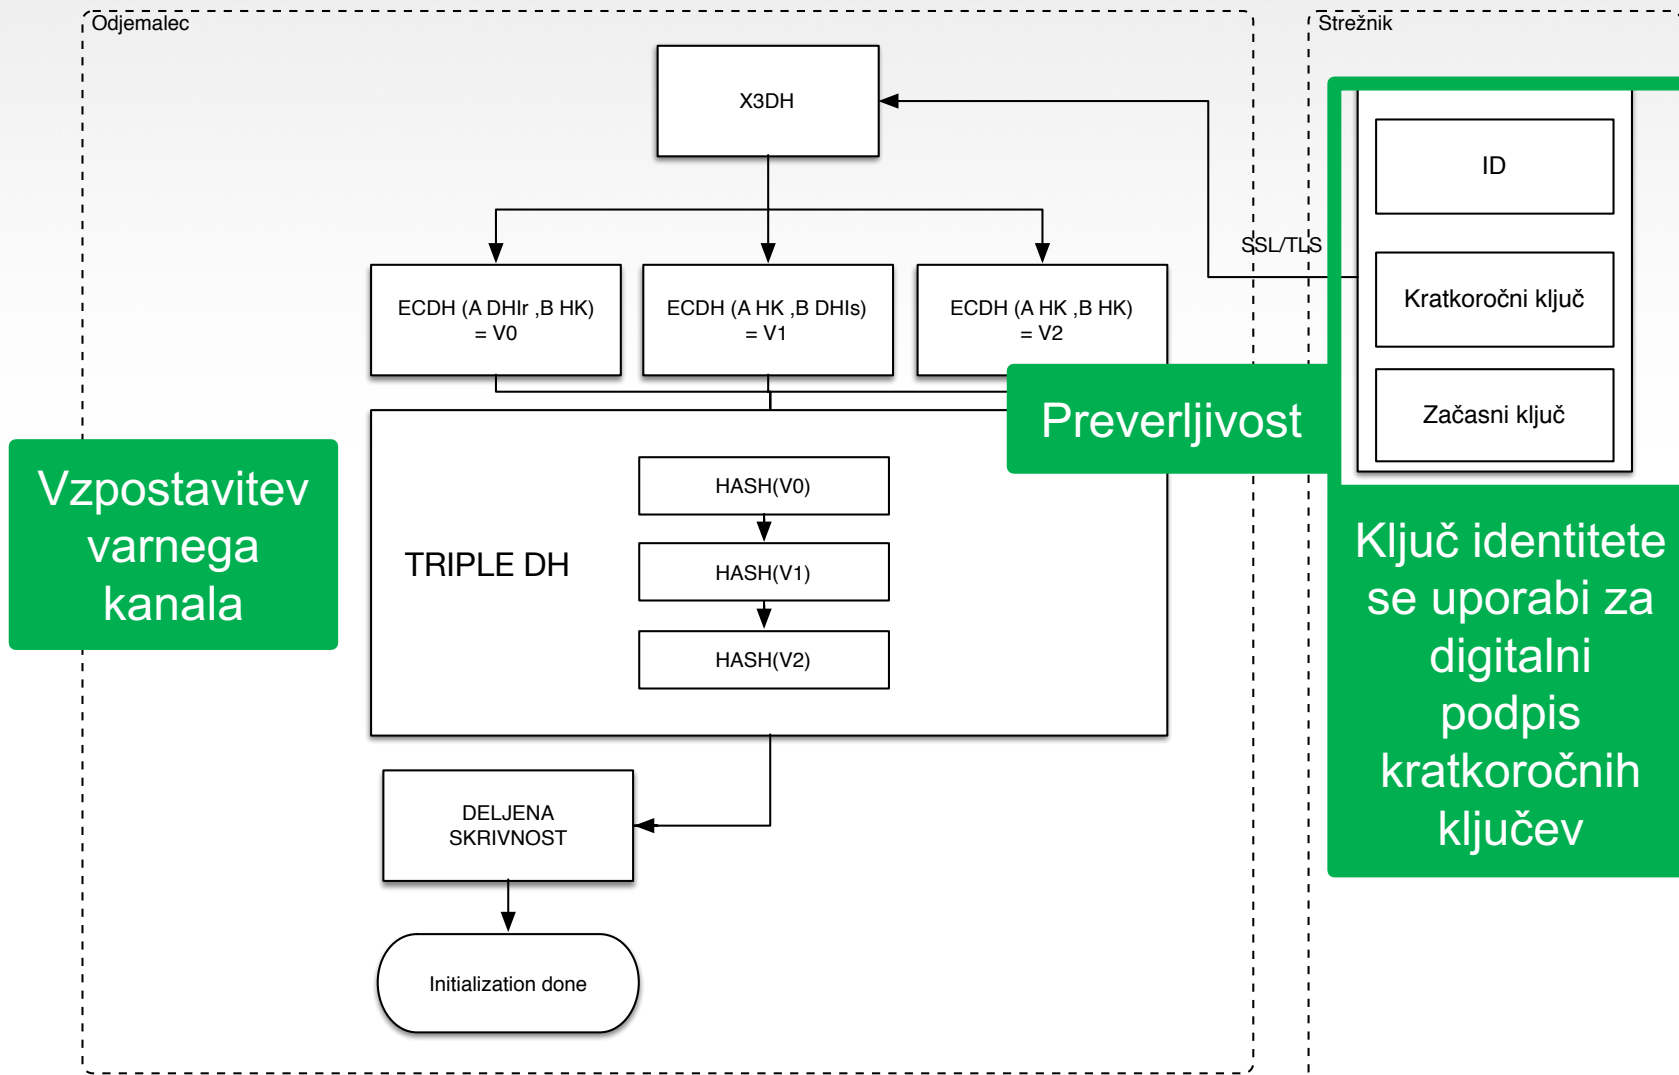 Odjemalec
Strežnik
X3DH
ID
SSL/TLS
ECDH (A DHIr ,B HK)
= V0
ECDH (A HK ,B DHIs)
= V1
ECDH (A HK ,B HK)
= V2
Kratkoročni ključ
Začasni ključ
Preverljivost
Vzpostavitev
varnega
kanala
TRIPLE DH
HASH(V0)
HASH(V1)
HASH(V2)
Ključ identitete
se uporabi za
digitalni
podpis
kratkoročnih
ključev
DELJENA
SKRIVNOST
Initialization done